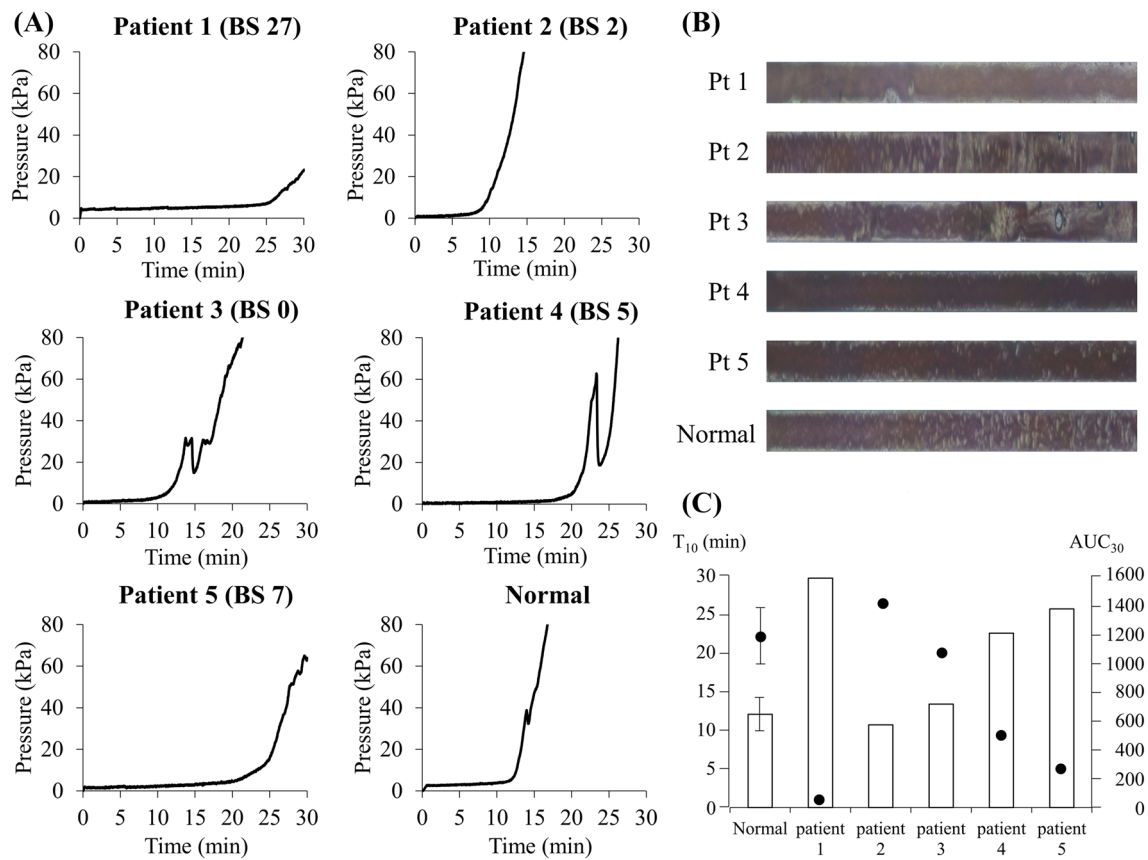 (A)
Patient 1 (BS 27)
80
60
40
20
0
Pressure (kPa)
0 5 10 15 20 25 30
Time (min)
Patient 2 (BS 2)
80
60
40
20
0
Pressure (kPa)
0 5 10 15 20 25 30
Time (min)
Patient 3 (BS 0)
80
60
40
20
0
Pressure (kPa)
0 5 10 15 20 25 30
Time (min)
Patient 4 (BS 5)
80
60
40
20
0
Pressure (kPa)
0 5 10 15 20 25 30
Time (min)
Patient 5 (BS 7)
80
60
40
20
0
Pressure (kPa)
0 5 10 15 20 25 30
Time (min)
Normal
80
60
40
20
0
Pressure (kPa)
0 5 10 15 20 25 30
Time (min)
(B)
Pt 1
Pt 2
Pt 3
Pt 4
Pt 5
Normal
(C)
T10 (min)
AUC30
30
25
20
15
10
5
0
1600
1400
1200
1000
800
600
400
200
0
Normal patient patient patient patient patient
1 2 3 4 5